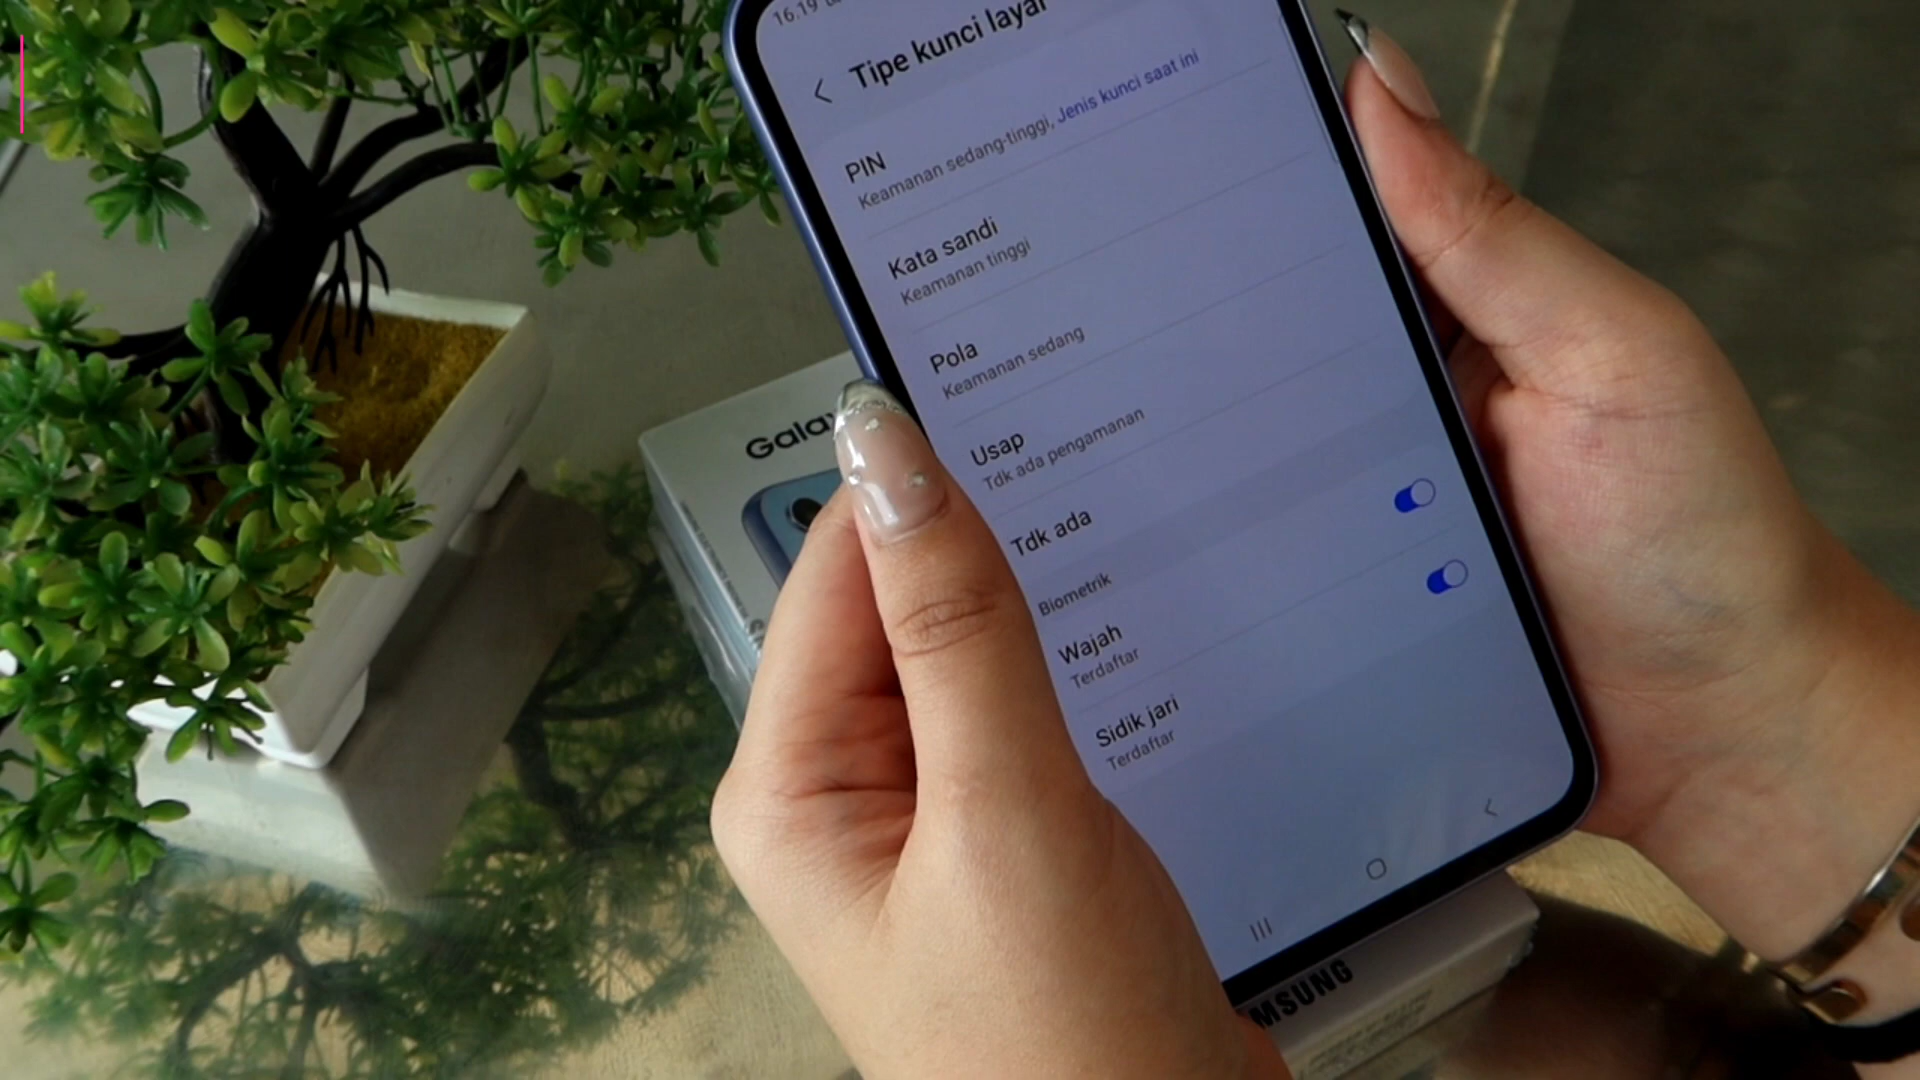 16.19
Tipe kunci layar
PIN
Keamanan sedang-tinggi, Jenis kunci saat ini
Kata sandi
Keamanan tinggi
Pola
Keamanan sedang
Usap
Tdk ada pengamanan
Tdk ada
Biometrik
Wajah
Terdaftar
Sidik jari
Terdaftar
Gala
MSUNG